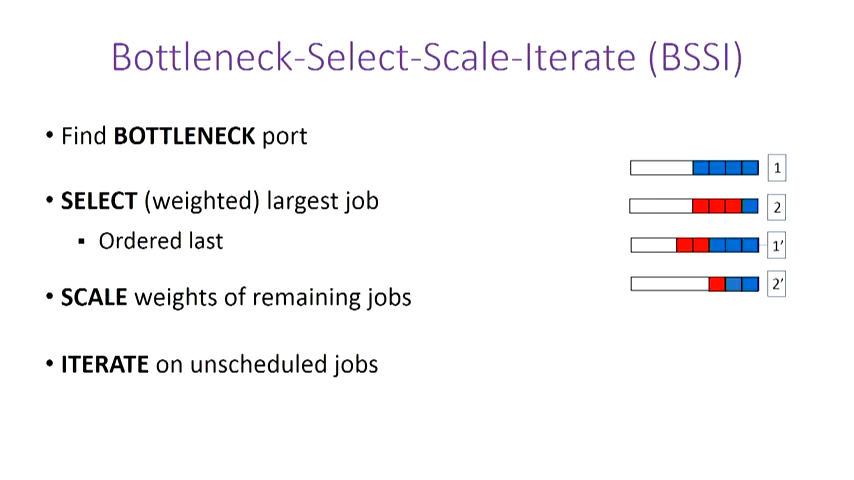 Bottleneck-Select-Scale-Iterate (BSSI)
• Find BOTTLENECK port
• SELECT (weighted) largest job
▪ Ordered last
• SCALE weights of remaining jobs
• ITERATE on unscheduled jobs
1
2
1’
2’